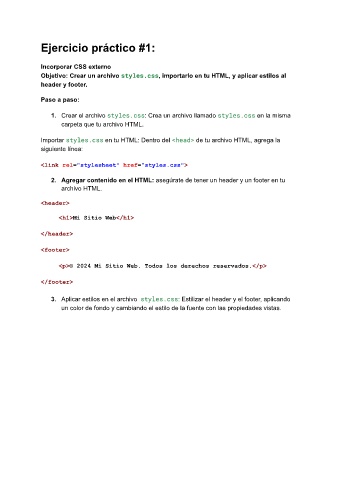 Ejercicio práctico #1:
Incorporar CSS externo
Objetivo: Crear un archivo styles.css, importarlo en tu HTML, y aplicar estilos al
header y footer.
Paso a paso:
1. Crear el archivo styles.css: Crea un archivo llamado styles.css en la misma
carpeta que tu archivo HTML.
Importar styles.css en tu HTML: Dentro del <head> de tu archivo HTML, agrega la
siguiente línea:
<link rel="stylesheet" href="styles.css">
2. Agregar contenido en el HTML: asegúrate de tener un header y un footer en tu
archivo HTML.
<header>
<h1>Mi Sitio Web</h1>
</header>
<footer>
<p>© 2024 Mi Sitio Web. Todos los derechos reservados.</p>
</footer>
3. Aplicar estilos en el archivo styles.css: Estilizar el header y el footer, aplicando
un color de fondo y cambiando el estilo de la fuente con las propiedades vistas.